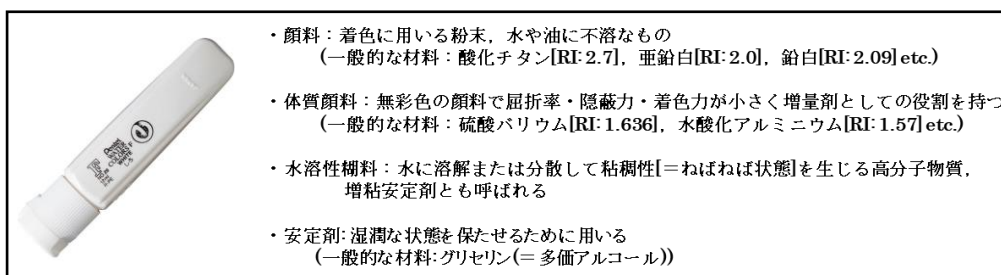 ・顔料：着色に用いる粉末，水や油に不溶なもの
(一般的な材料：酸化チタン[RI:2.7]，亜鉛白[RI:2.0]，鉛白[RI:2.09] etc.)
・体質顔料：無彩色の顔料で屈折率・隠蔽力・着色力が小さく増量剤としての役割を持つ
(一般的な材料：硫酸バリウム[RI:1.636]，水酸化アルミニウム[RI:1.57] etc.)
・水溶性糊料：水に溶解または分散して粘稠性[=ねばねば状態]を生じる高分子物質，
増粘安定剤とも呼ばれる
・安定剤:湿潤な状態を保たせるために用いる
(一般的な材料:グリセリン(=多価アルコール))